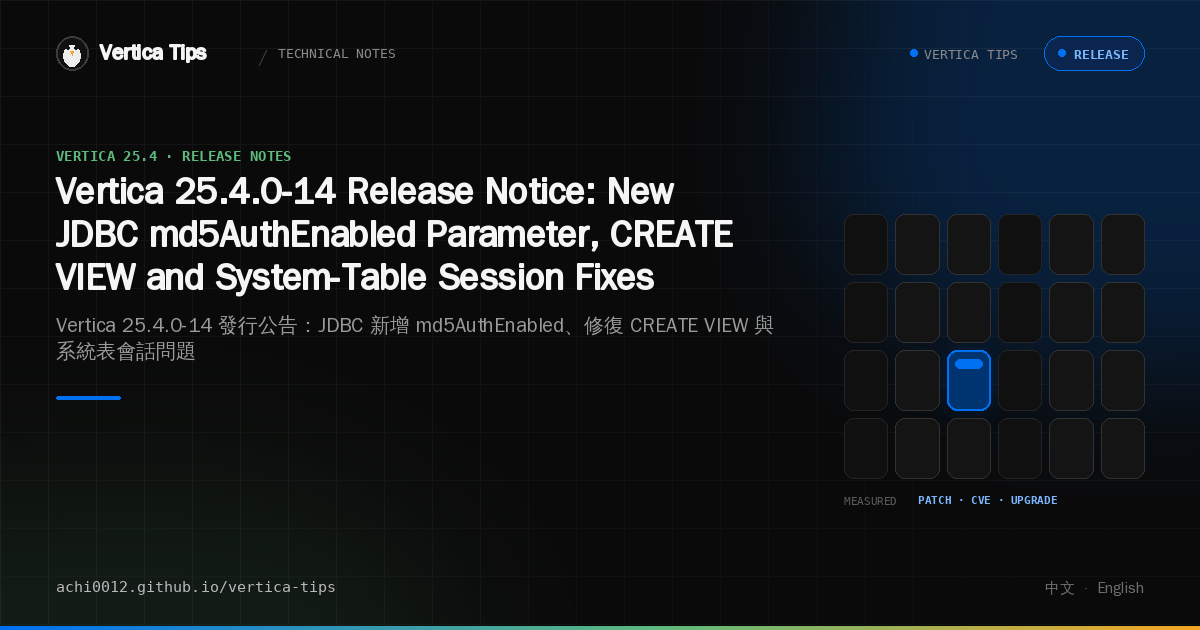 Vertica Tips / TECHNICAL NOTES
VERTICA TIPS
RELEASE
VERTICA 25.4 · RELEASE NOTES
Vertica 25.4.0-14 Release Notice: New
JDBC md5AuthEnabled Parameter, CREATE
VIEW and System-Table Session Fixes
Vertica 25.4.0-14 發行公告：JDBC 新增 md5AuthEnabled、修復 CREATE VIEW 與
系統表會話問題
MEASURED PATCH · CVE · UPGRADE
achi0012.github.io/vertica-tips
中文 · English